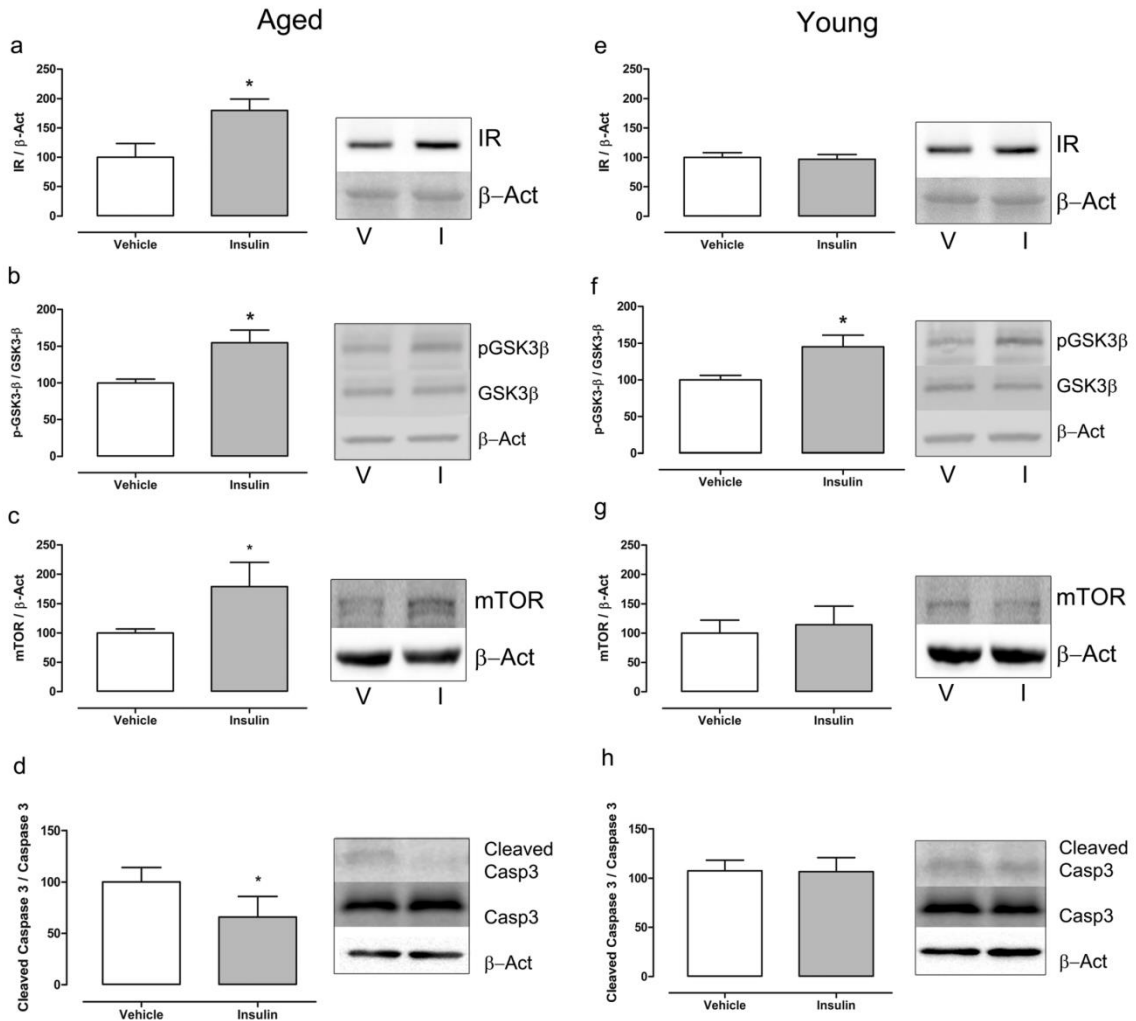 Aged
Young
a
IR / β-Act
250
200
150
100
50
0
*
Vehicle
Insulin
IR
β–Act
V I
e
IR / β-Act
250
200
150
100
50
0
Vehicle
Insulin
IR
β–Act
V I
b
p-GSK3-β / GSK3-β
200
150
100
50
0
*
Vehicle
Insulin
pGSK3β
GSK3β
β–Act
V I
f
p-GSK3-β / GSK3-β
200
150
100
50
0
*
Vehicle
Insulin
pGSK3β
GSK3β
β–Act
V I
c
mTOR / β-Act
250
200
150
100
50
0
*
Vehicle
Insulin
mTOR
β–Act
V I
g
mTOR / β-Act
250
200
150
100
50
0
Vehicle
Insulin
mTOR
β–Act
V I
d
Cleaved Caspase 3 / Caspase 3
150
100
50
0
*
Vehicle
Insulin
Cleaved
Casp3
Casp3
β–Act
h
Cleaved Caspase 3 / Caspase 3
150
100
50
0
Vehicle
Insulin
Cleaved
Casp3
Casp3
β–Act